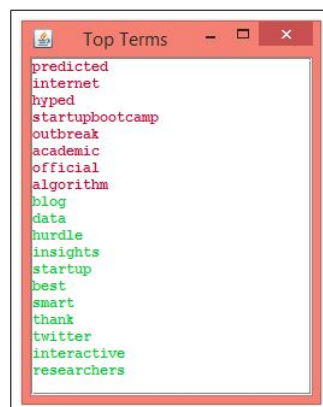 Top Terms
predicted
internet
hyped
startupbootcamp
outbreak
academic
official
algorithm
blog
data
hurdle
insights
startup
best
smart
thank
twitter
interactive
researchers